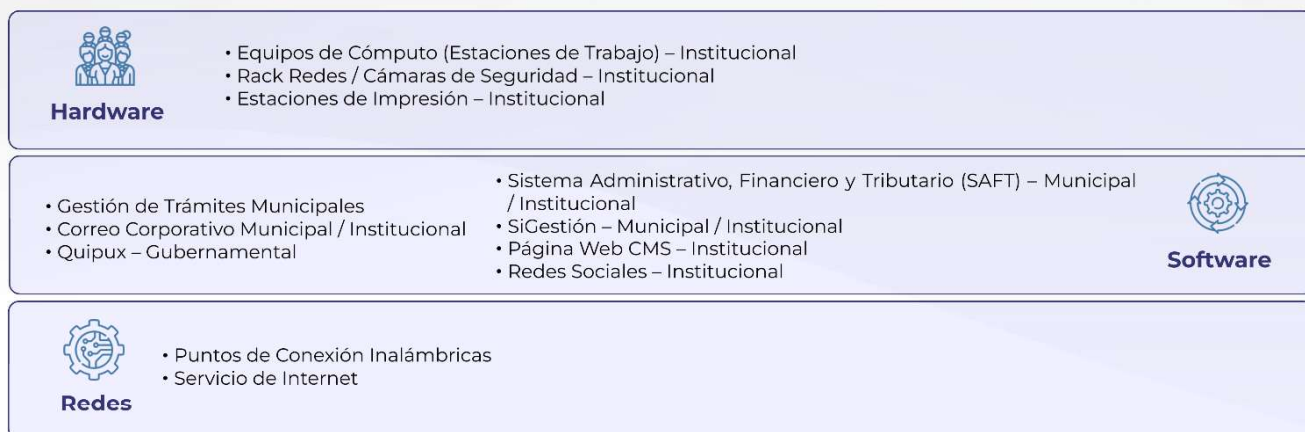 Hardware
• Equipos de Cómputo (Estaciones de Trabajo) – Institucional
• Rack Redes / Cámaras de Seguridad – Institucional
• Estaciones de Impresión – Institucional
• Gestión de Trámites Municipales
• Correo Corporativo Municipal / Institucional
• Quipux – Gubernamental
• Sistema Administrativo, Financiero y Tributario (SAFT) – Municipal
/ Institucional
• SiGestión – Municipal / Institucional
• Página Web CMS – Institucional
• Redes Sociales – Institucional
Software
Redes
• Puntos de Conexión Inalámbricas
• Servicio de Internet